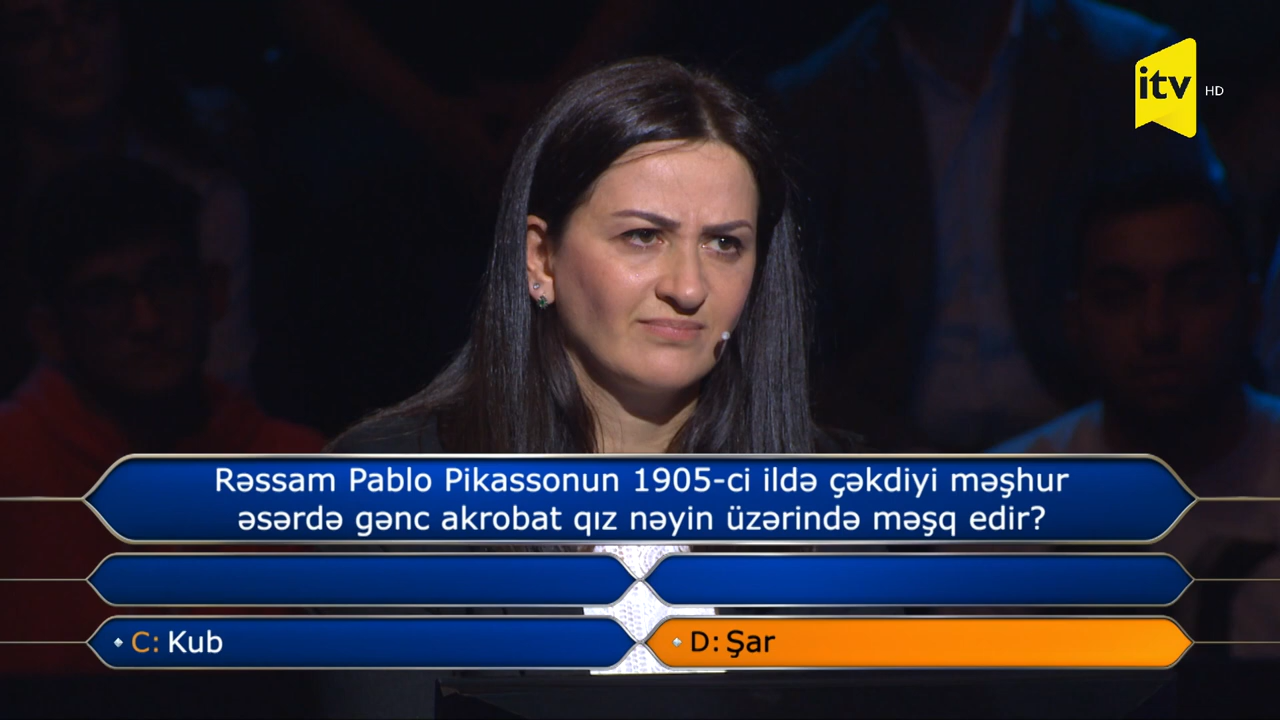 itv HD
Rəssam Pablo Pikassonun 1905-ci ildə çəkdiyi məşhur
əsərdə gənc akrobat qız nəyin üzərində məşq edir?
C: Kub
D: Şar